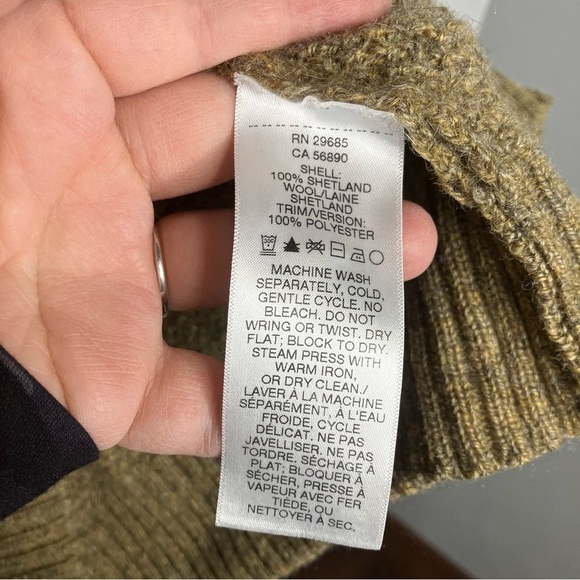 RN 29685
CA 56890
SHELL:
100% SHETLAND
WOOL/LAINE
SHETLAND
TRIM/VERSION:
100% POLYESTER
MACHINE WASH
SEPARATELY, COLD.
GENTLE CYCLE. NO
BLEACH. DO NOT
WRING OR TWIST. DRY
FLAT; BLOCK TO DRY.
STEAM PRESS WITH
WARM IRON,
OR DRY CLEAN./
LAVER À LA MACHINE
SÉPARÉMENT, À L'EAU
FROIDE, CYCLE
DÉLICAT. NE PAS
JAVELLISER. NE PAS
TORDRE. SÉCHAGE À
PLAT; BLOQUER À
SÉCHER, PRESSE À
VAPEUR AVEC FER
TIÉDE, OU
NETTOYER À SEC.